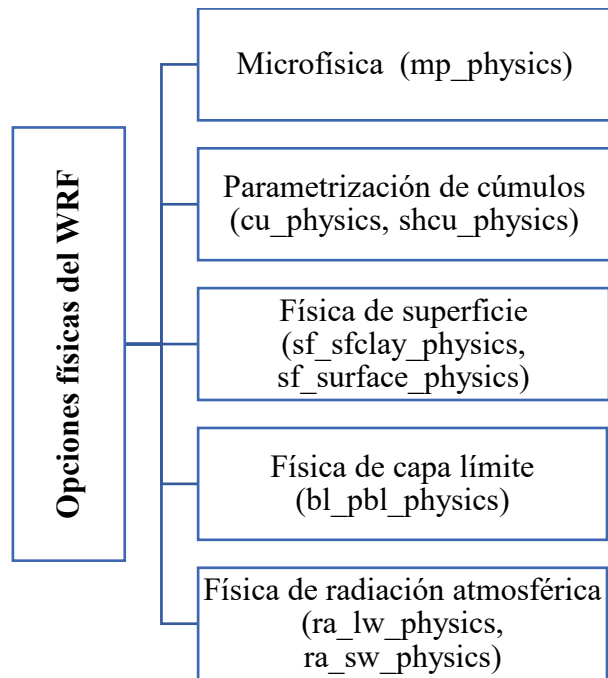 Opciones físicas del WRF
Microfísica (mp_physics)
Parametrización de cúmulos
(cu_physics, shcu_physics)
Física de superficie
(sf_sfclay_physics,
sf_surface_physics)
Física de capa límite
(bl_pbl_physics)
Física de radiación atmosférica
(ra_lw_physics,
ra_sw_physics)